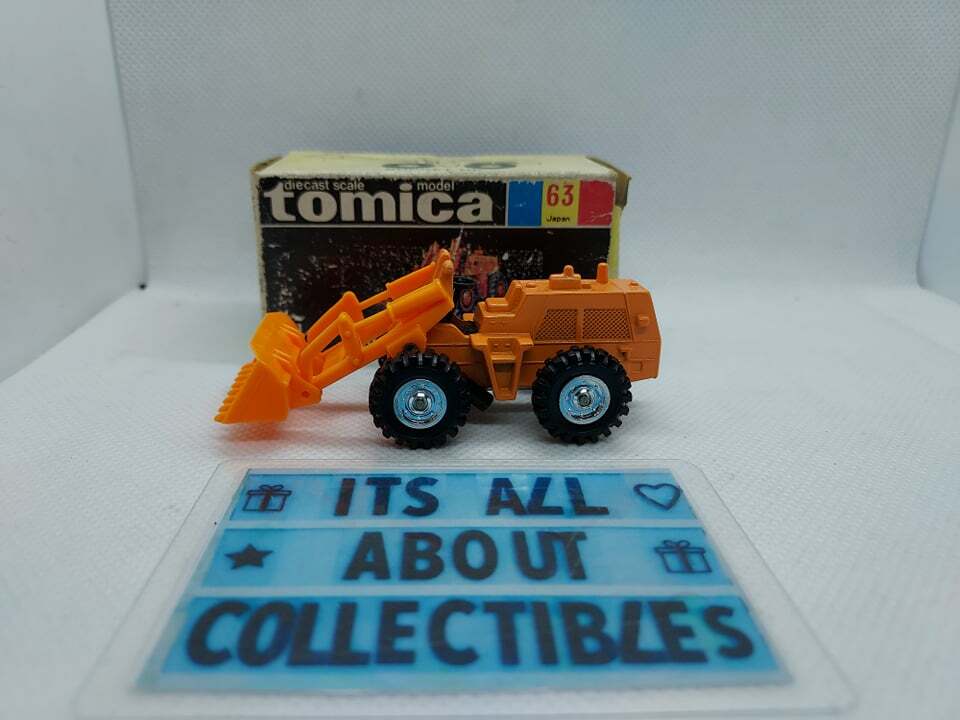 diecast scale model
tomica
63
Japan
ITS ALL
ABOUT
COLLECTIBLES